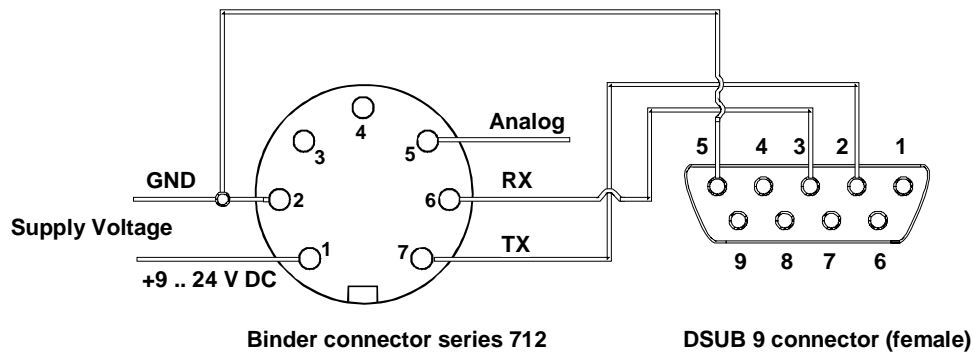 4
3
5
Analog
5 4 3 2 1
GND
2
6
RX
Supply Voltage
1
7
TX
+9 .. 24 V DC
9 8 7 6
Binder connector series 712
DSUB 9 connector (female)